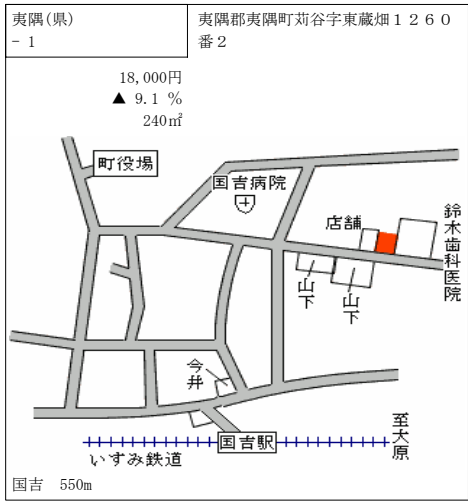 夷隅(県)
- 1
夷隅郡夷隅町苅谷字東蔵畑１２６０
番２
18,000円
▲ 9.1 %
240㎡
町役場
国吉病院
店舗
鈴木歯科医院
山下
山下
今井
国吉駅
至大原
いすみ鉄道
国吉 550m